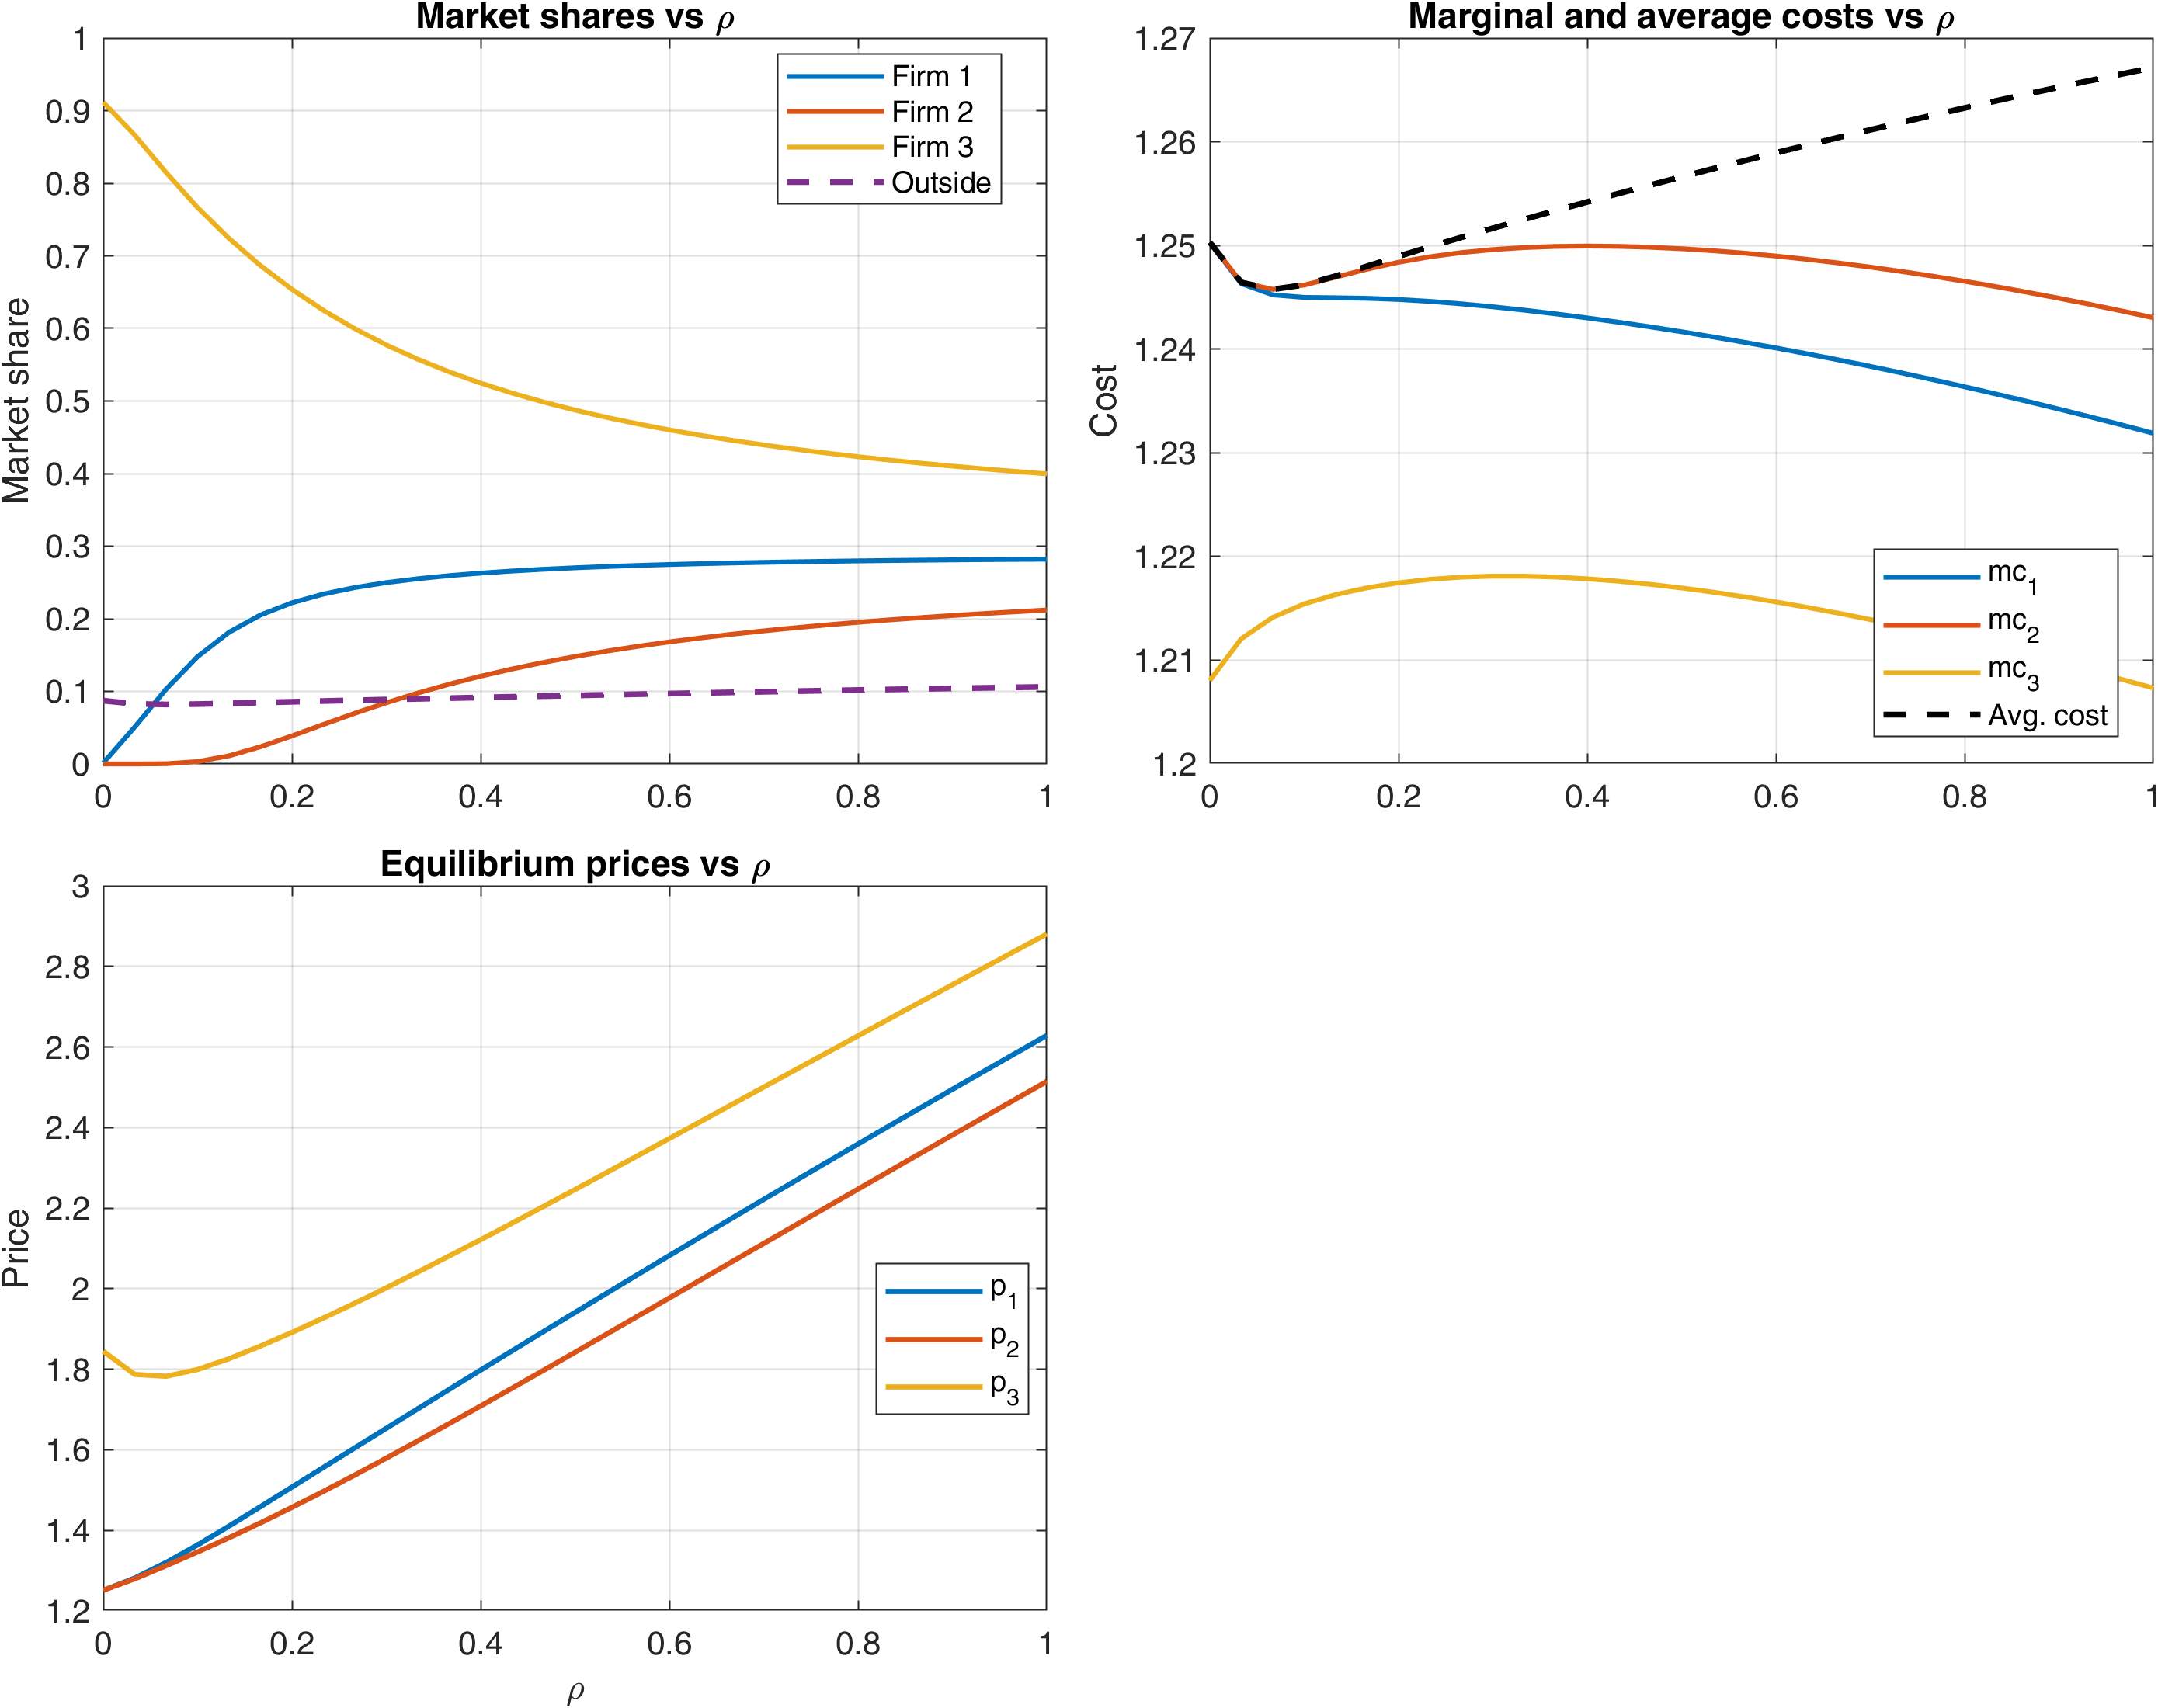 Market shares vs ρ
1
0.9
0.8
0.7
0.6
0.5
0.4
0.3
0.2
0.1
0
Market share
0 0.2 0.4 0.6 0.8 1
Firm 1
Firm 2
Firm 3
Outside
Marginal and average costs vs ρ
1.27
1.26
1.25
1.24
1.23
1.22
1.21
1.2
Cost
0 0.2 0.4 0.6 0.8 1
mc1
mc2
mc3
Avg. cost
Equilibrium prices vs ρ
3
2.8
2.6
2.4
2.2
2
1.8
1.6
1.4
1.2
Price
0 0.2 0.4 0.6 0.8 1
ρ
p1
p2
p3